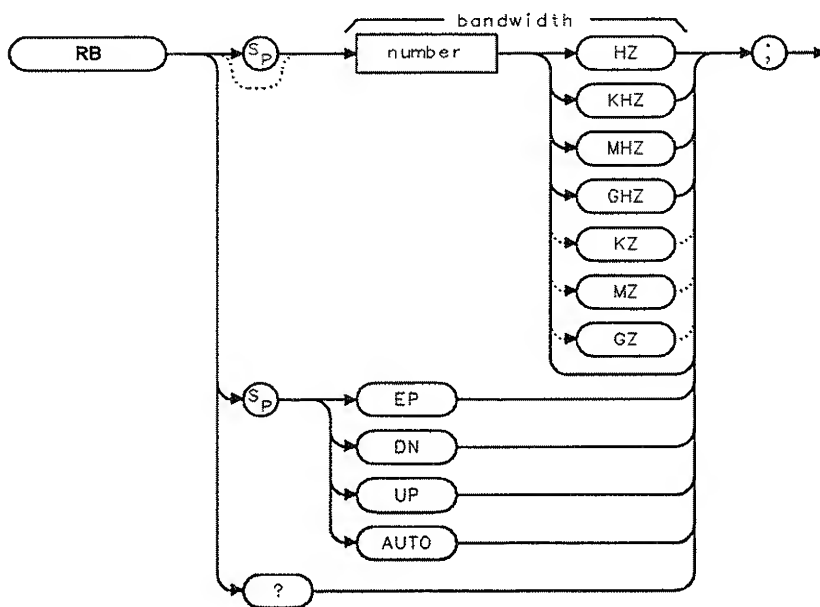 bandwidth
RB
SP
number
HZ
;
KHZ
MHZ
GHZ
KZ
MZ
GZ
SP
EP
DN
UP
AUTO
?